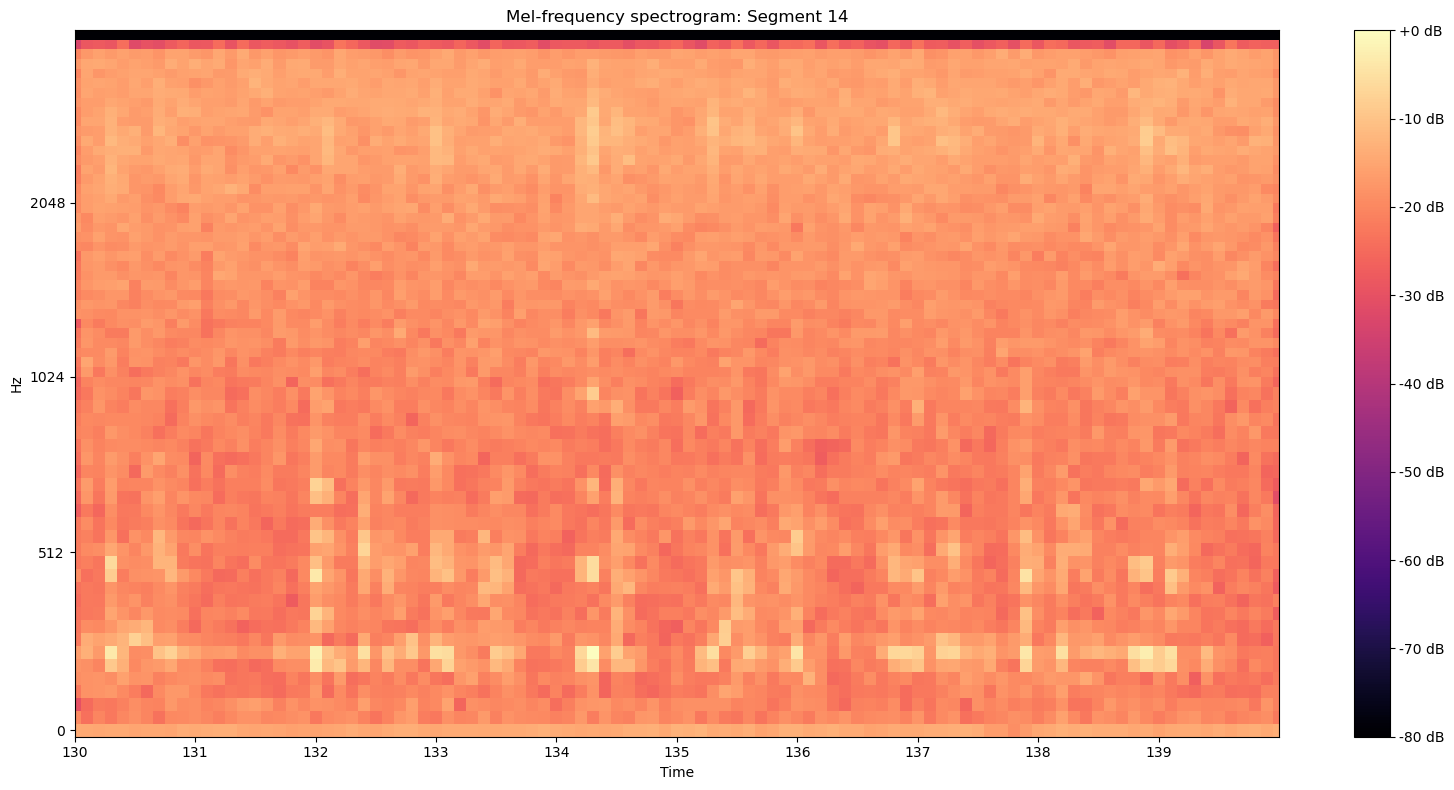 Mel-frequency spectrogram: Segment 14
+0 dB
-10 dB
-20 dB
-30 dB
-40 dB
-50 dB
-60 dB
-70 dB
-80 dB
Hz
2048
1024
512
0
130 131 132 133 134 135 136 137 138 139
Time